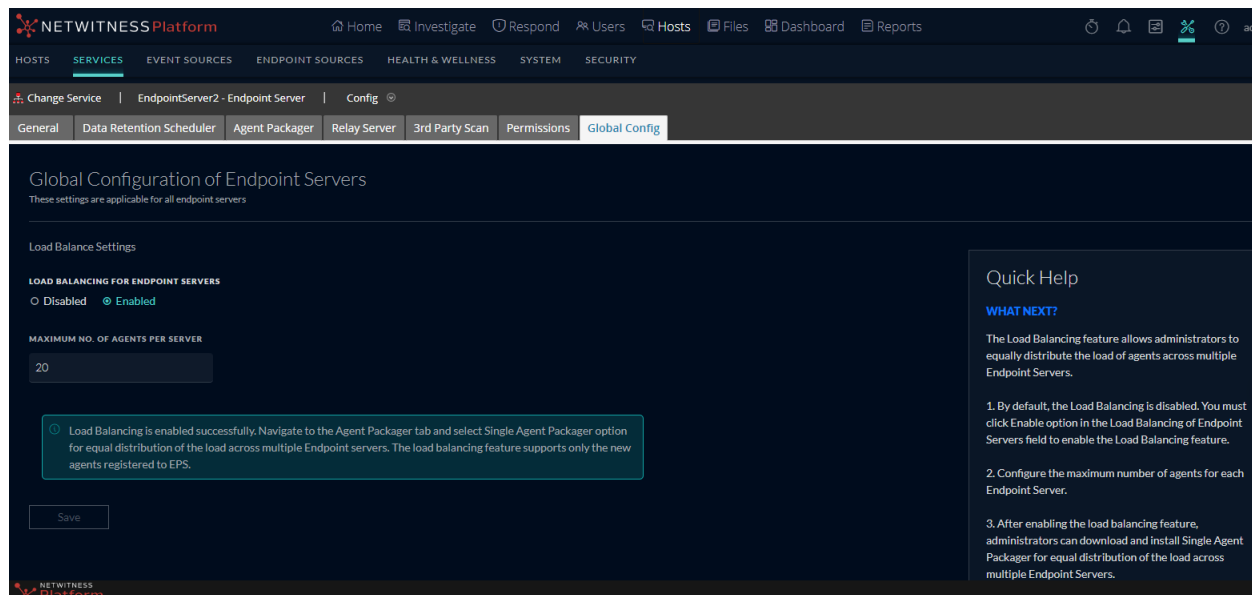 NETWITNESS Platform
Home Investigate Respond Users Hosts Files Dashboard Reports
HOSTS SERVICES EVENT SOURCES ENDPOINT SOURCES HEALTH & WELLNESS SYSTEM SECURITY
Change Service | EndpointServer2 - Endpoint Server | Config
General Data Retention Scheduler Agent Packager Relay Server 3rd Party Scan Permissions Global Config
Global Configuration of Endpoint Servers
These settings are applicable for all endpoint servers
Load Balance Settings
LOAD BALANCING FOR ENDPOINT SERVERS
Disabled Enabled
MAXIMUM NO. OF AGENTS PER SERVER
20
Load Balancing is enabled successfully. Navigate to the Agent Packager tab and select Single Agent Packager option
for equal distribution of the load across multiple Endpoint servers. The load balancing feature supports only the new
agents registered to EPS.
Save
Quick Help
WHAT NEXT?
The Load Balancing feature allows administrators to
equally distribute the load of agents across multiple
Endpoint Servers.
1. By default, the Load Balancing is disabled. You must
click Enable option in the Load Balancing of Endpoint
Servers field to enable the Load Balancing feature.
2. Configure the maximum number of agents for each
Endpoint Server.
3. After enabling the load balancing feature,
administrators can download and install Single Agent
Packager for equal distribution of the load across
multiple Endpoint Servers.
NETWITNESS
Platform